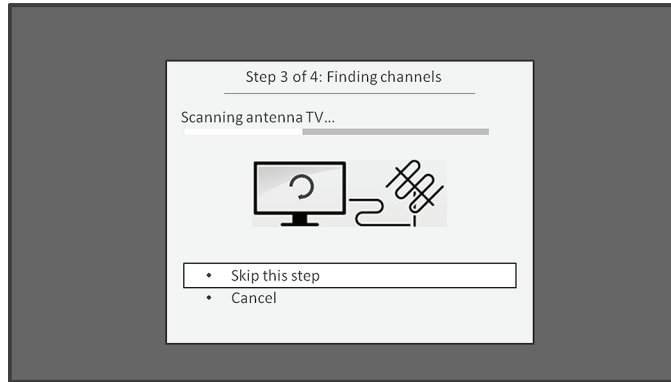 Step 3 of 4: Finding channels
Scanning antenna TV...
• Skip this step
• Cancel